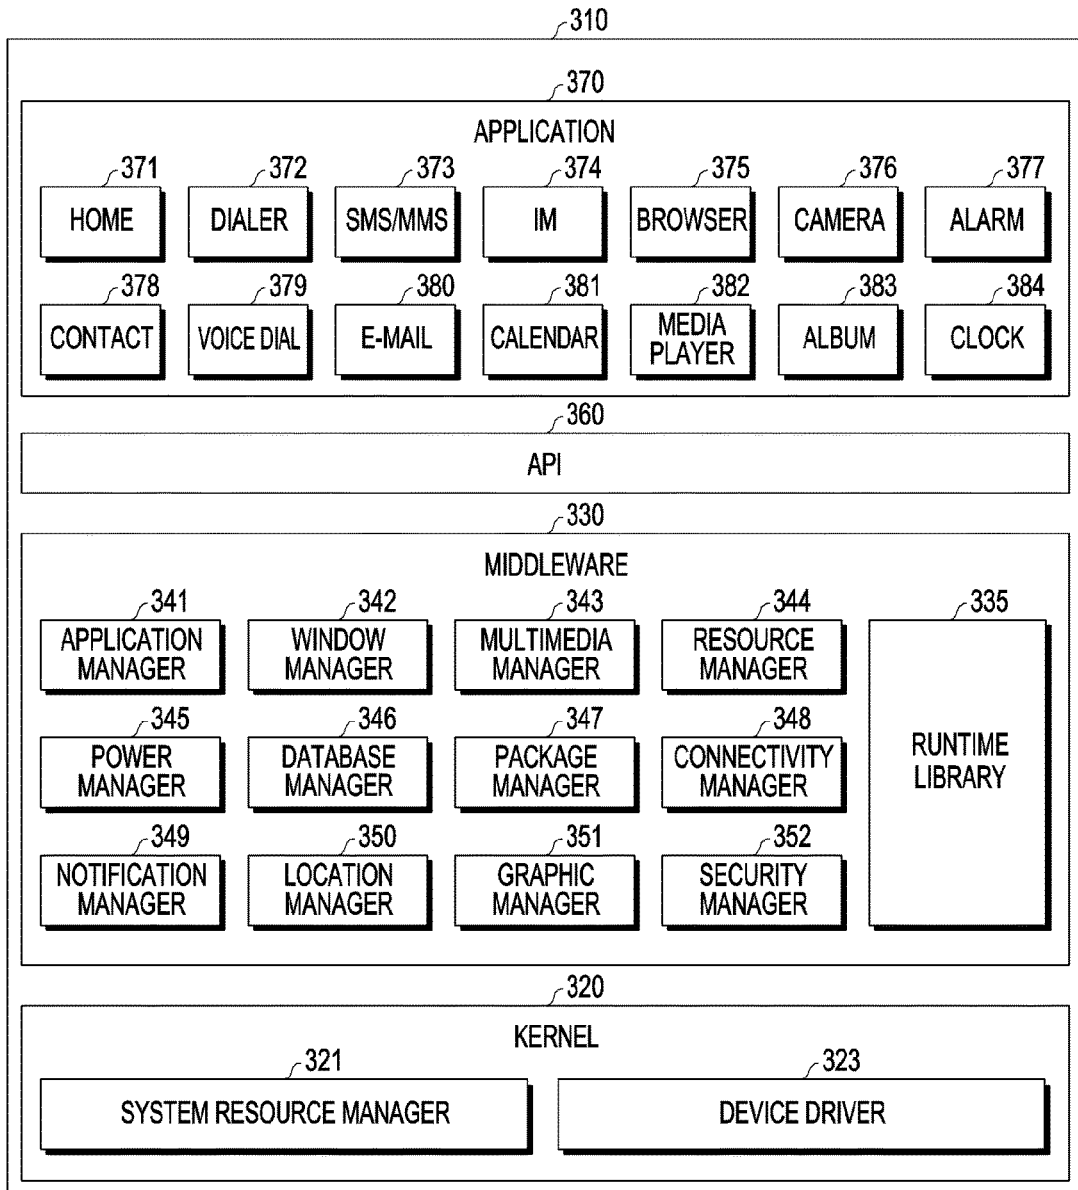 310
370
APPLICATION
371 372 373 374 375 376 377
HOME DIALER SMS/MMS IM BROWSER CAMERA ALARM
378 379 380 381 382 383 384
CONTACT VOICE DIAL E-MAIL CALENDAR MEDIA PLAYER ALBUM CLOCK
360
API
330
MIDDLEWARE
341 342 343 344 335
APPLICATION MANAGER WINDOW MANAGER MULTIMEDIA MANAGER RESOURCE MANAGER
345 346 347 348
POWER MANAGER DATABASE MANAGER PACKAGE MANAGER CONNECTIVITY MANAGER RUNTIME LIBRARY
349 350 351 352
NOTIFICATION MANAGER LOCATION MANAGER GRAPHIC MANAGER SECURITY MANAGER
320
KERNEL
321 323
SYSTEM RESOURCE MANAGER DEVICE DRIVER